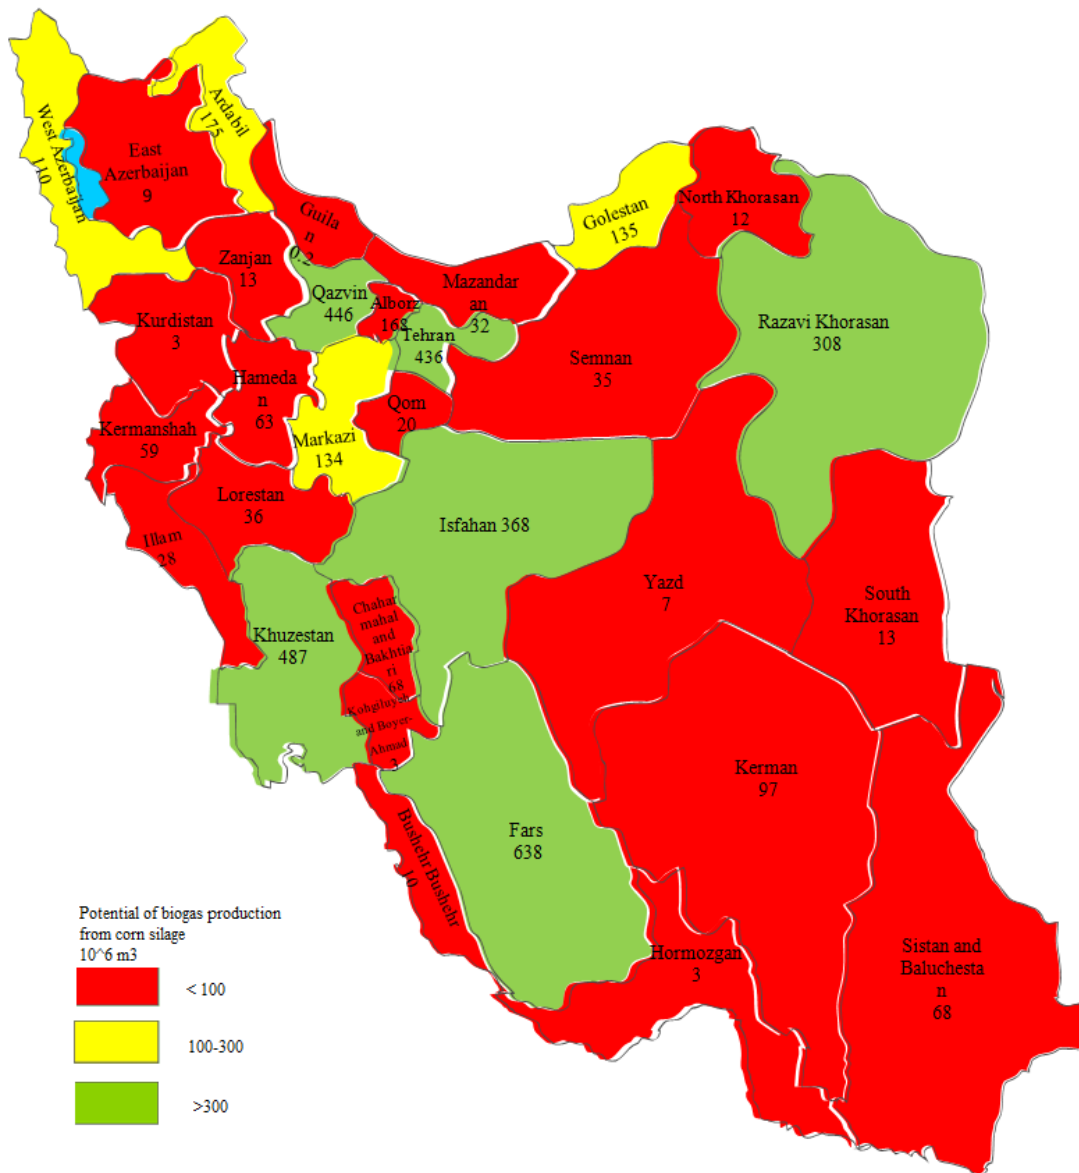 West Azerbaijan
110
Ardabil
175
East
Azerbaijan
9
Guila
n
0.2
Zanjan
13
Qazvin
446
Alborz
168
Mazandar
an
32
Tehran
436
Golestan
135
North Khorasan
12
Razavi Khorasan
308
Semnan
35
Kurdistan
3
Hameda
n
63
Qom
20
Markazi
134
Kermanshah
59
Lorestan
36
Illam
28
Isfahan 368
Yazd
7
South
Khorasan
13
Khuzestan
487
Chahar
mahal
and
Bakhtia
ri
68
Kohgiluyeh
and Boyer-
Ahmad
3
Kerman
97
Fars
638
Bushehr Bushehr
10
Hormozgan
3
Sistan and
Baluchesta
n
68
Potential of biogas production
from corn silage
10^6 m3
< 100
100-300
>300